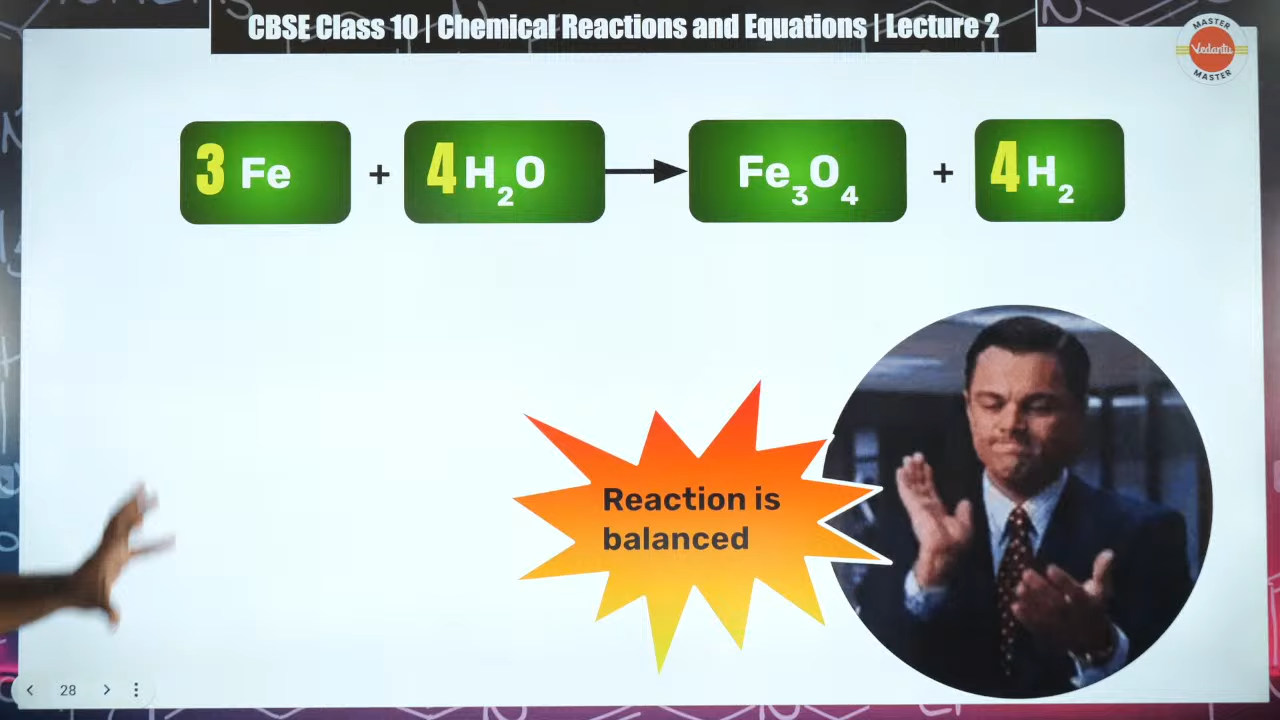 CBSE Class 10 | Chemical Reactions and Equations | Lecture 2
MASTER
Vedantu
MASTER
3 Fe + 4 H₂O → Fe₃O₄ + 4 H₂
Reaction is
balanced
28